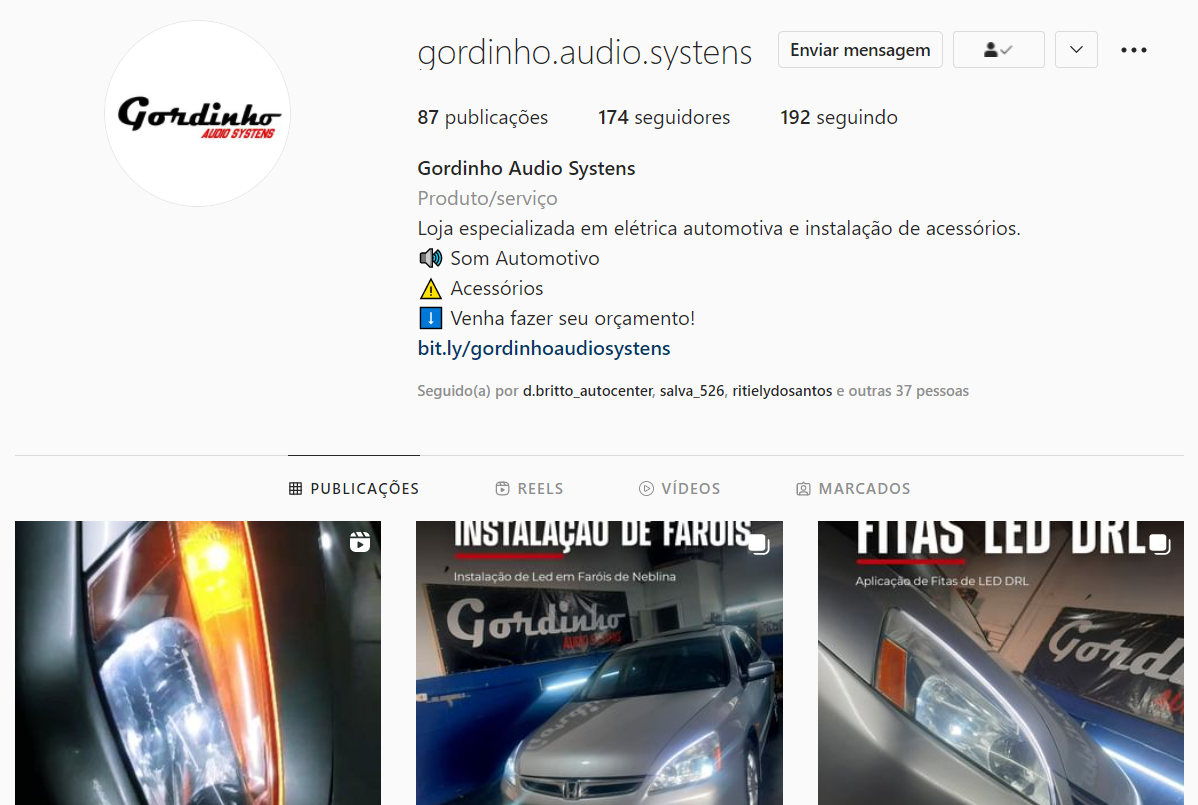 Gordinho
AUDIO SYSTENS
gordinho.audio.systens
Enviar mensagem
87 publicações
174 seguidores
192 seguindo
Gordinho Audio Systens
Produto/serviço
Loja especializada em elétrica automotiva e instalação de acessórios.
Som Automotivo
Acessórios
Venha fazer seu orçamento!
bit.ly/gordinhoaudiosystens
Seguido(a) por d.britto_autocenter, salva_526, ritielydosantos e outras 37 pessoas
PUBLICAÇÕES
REELS
VÍDEOS
MARCADOS
INSTALAÇÃO DE FARÓIS
Instalação de Led em Faróis de Neblina
Gordinho
AUDIO SYSTENS
FITAS LED DRL
Aplicação de Fitas de LED DRL
Gord